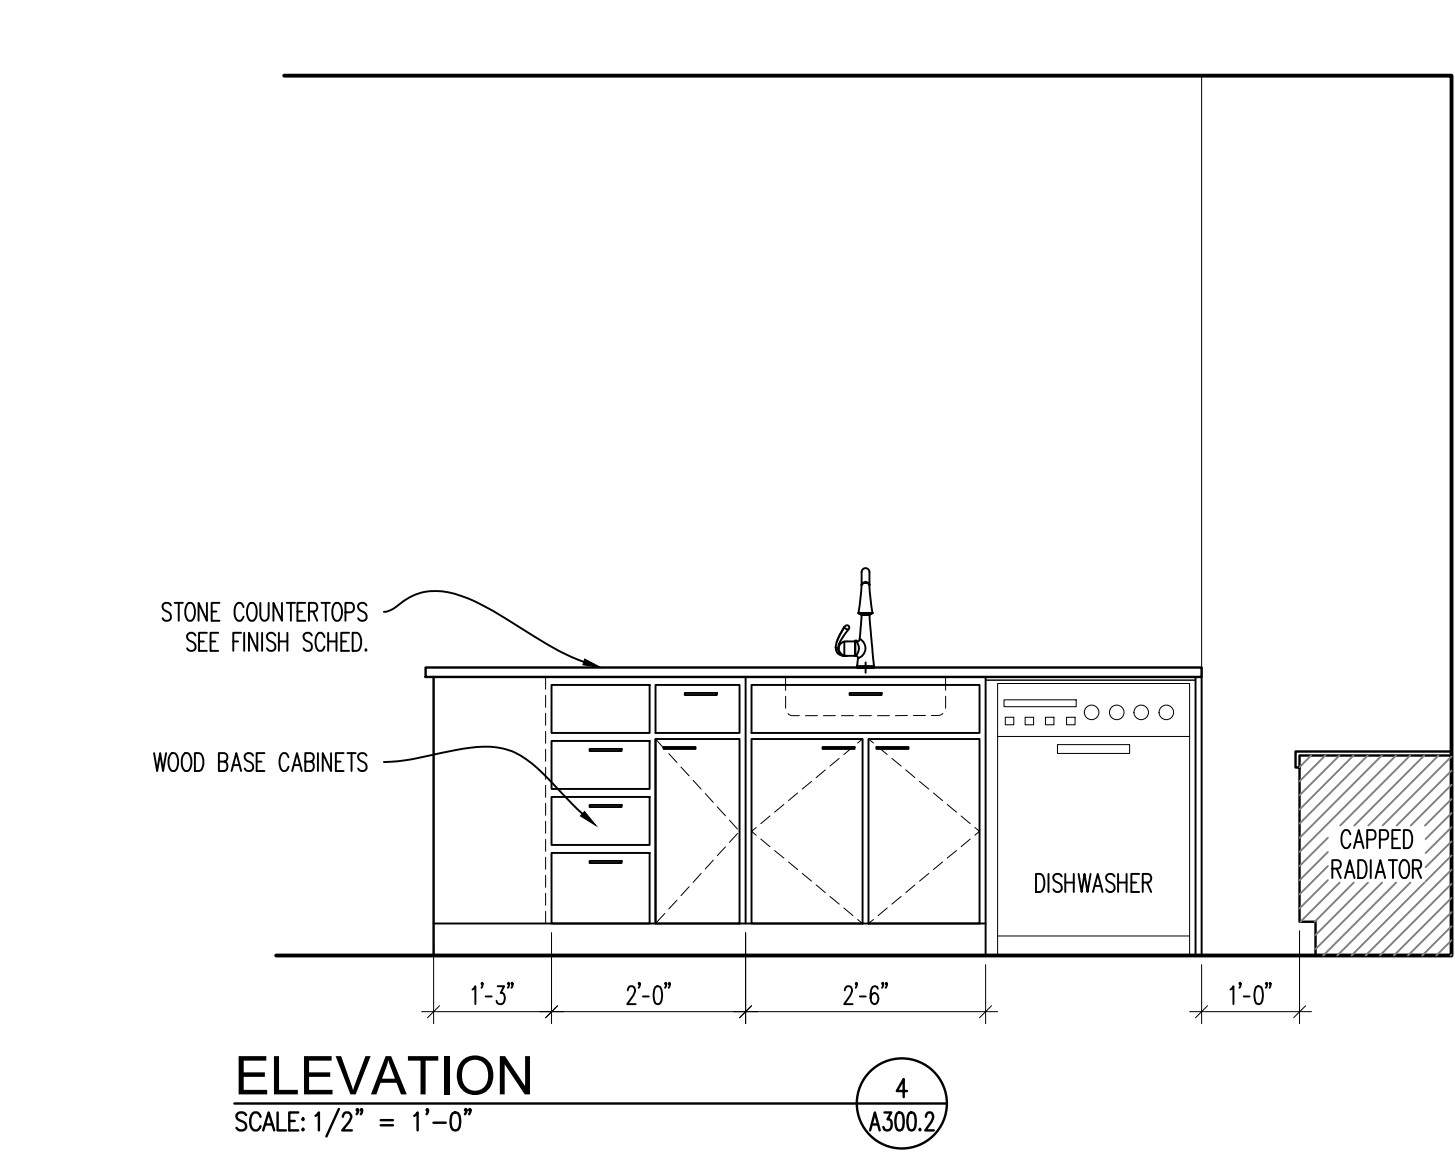 STONE COUNTERTOPS
SEE FINISH SCHED.
WOOD BASE CABINETS
DISHWASHER
CAPPED
RADIATOR
1'-3"
2'-0"
2'-6"
1'-0"
ELEVATION
SCALE: 1/2" = 1'-0"
4
A300.2